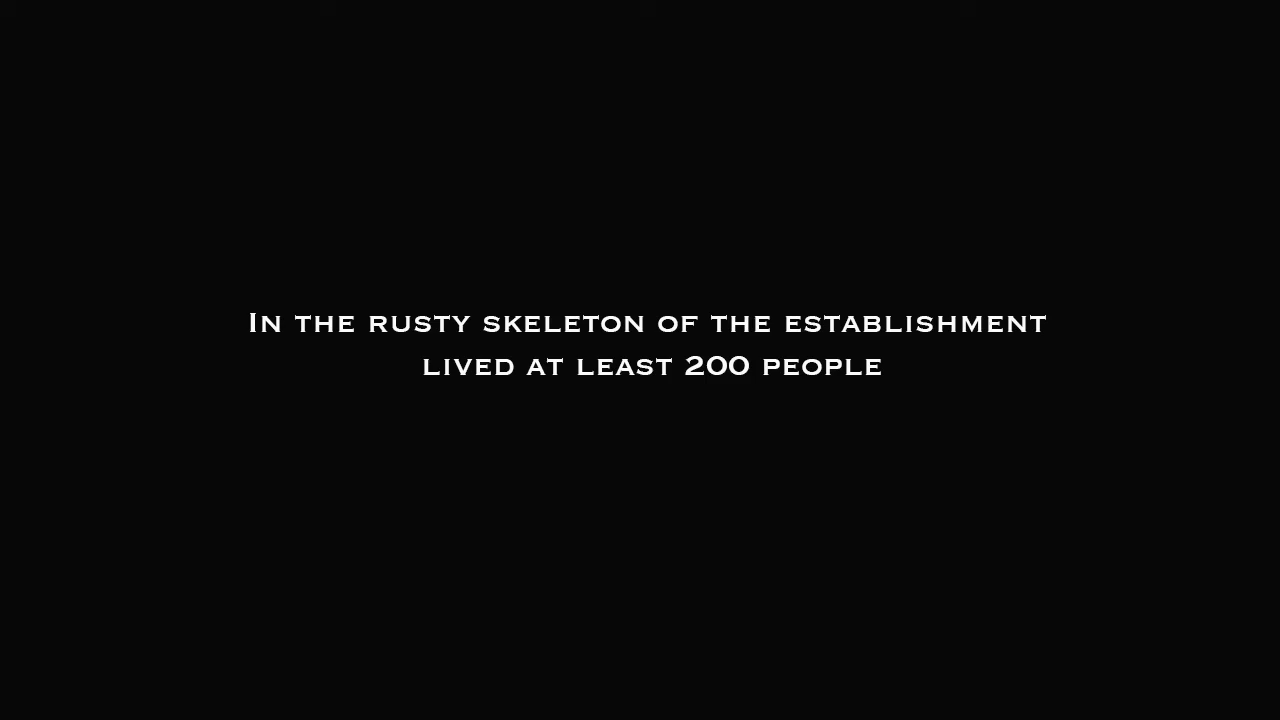 In the rusty skeleton of the establishment
lived at least 200 people